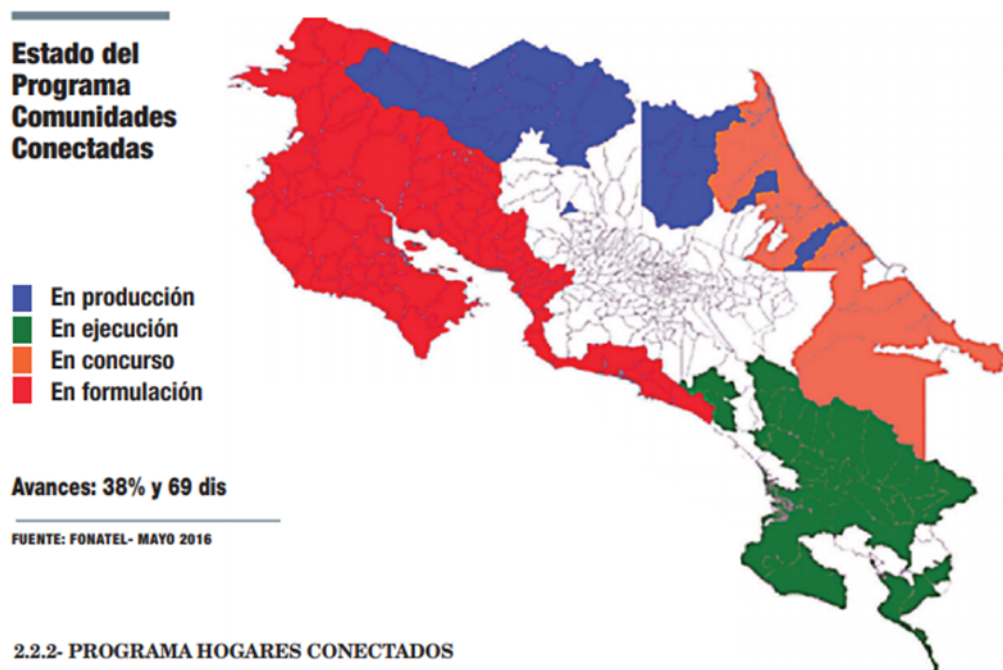 Estado del
Programa
Comunidades
Conectadas
En producción
En ejecución
En concurso
En formulación
Avances: 38% y 69 dis
FUENTE: FONATEL- MAYO 2016
2.2.2- PROGRAMA HOGARES CONECTADOS